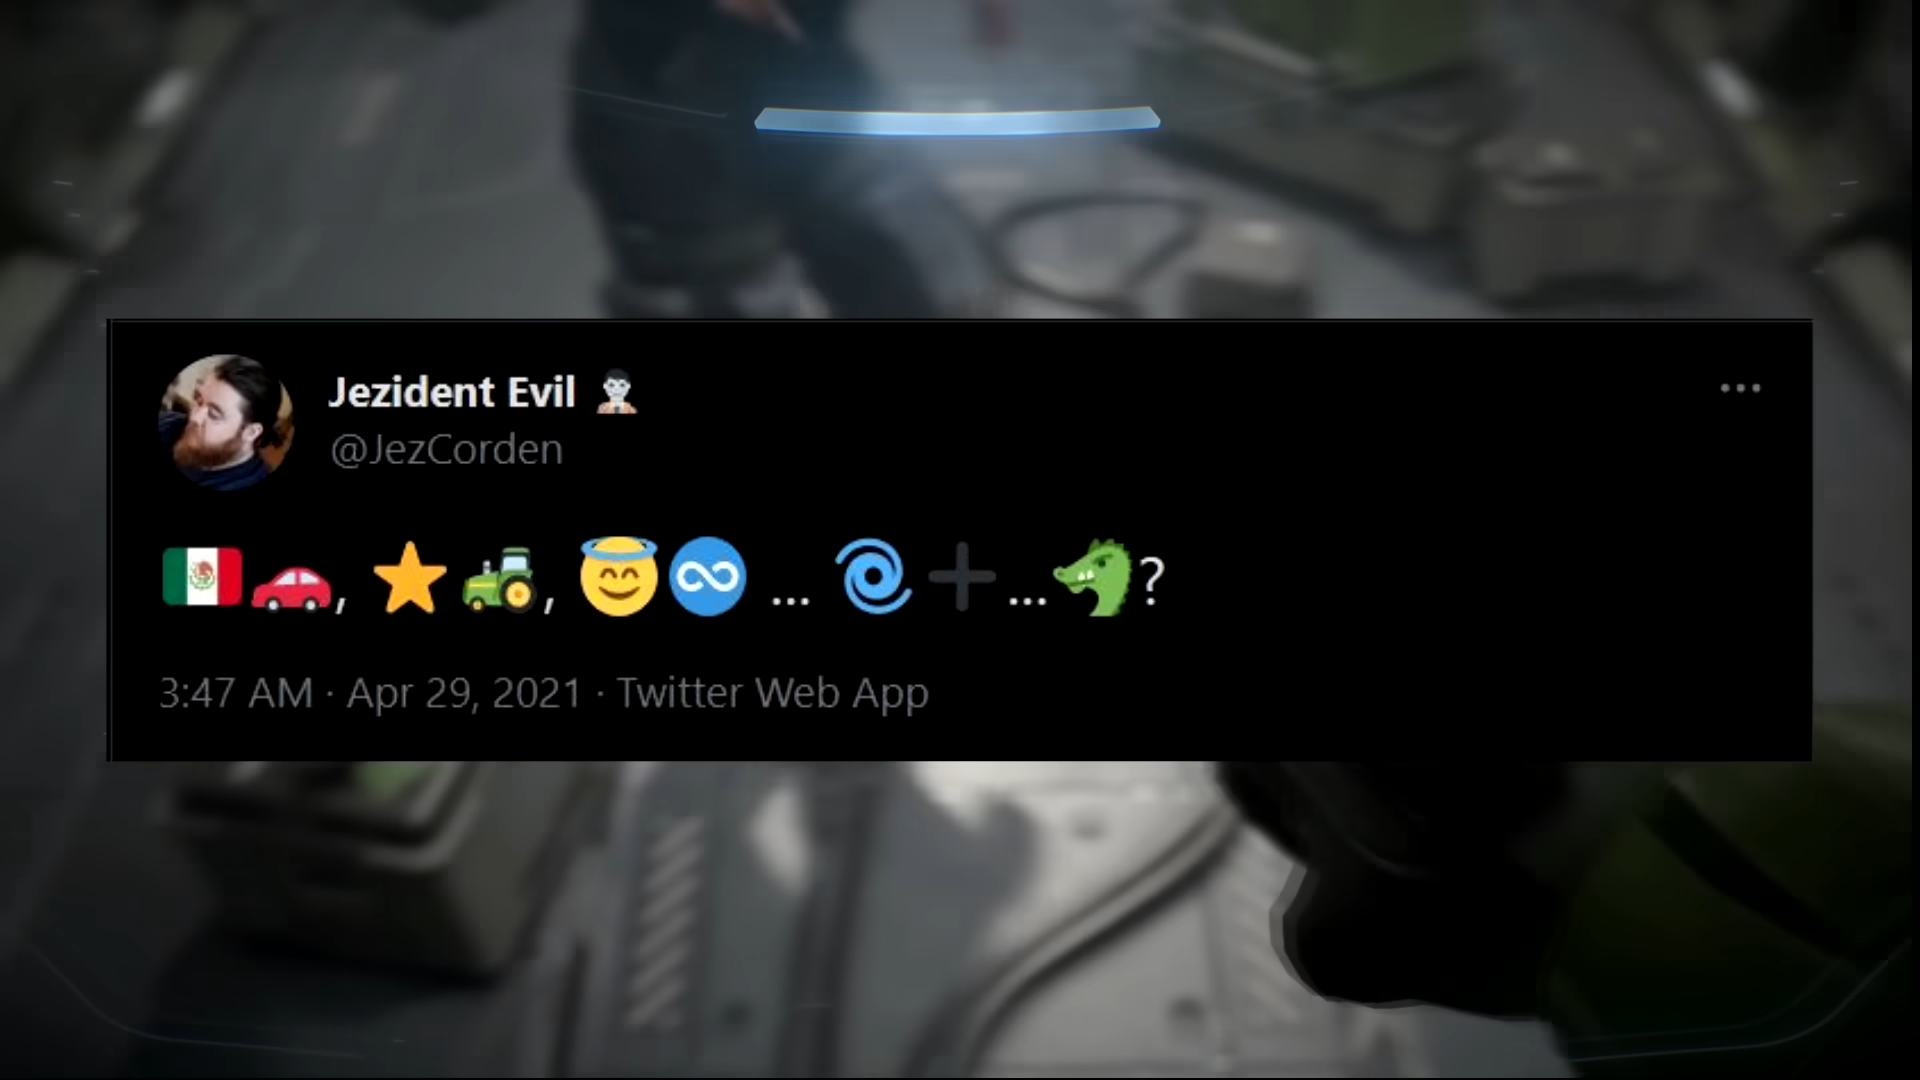 Jezident Evil 🧛🏻‍♂️
@JezCorden
🇲🇽🚗, ⭐🚜, 😇♾️ ... 🌀➕...🐲?
3:47 AM · Apr 29, 2021 · Twitter Web App